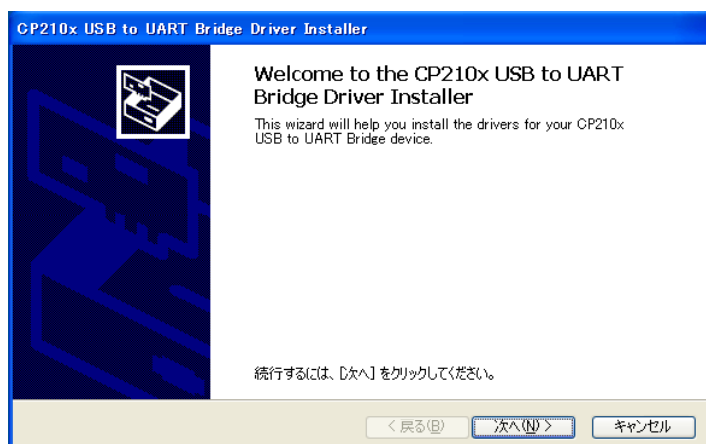 CP210x USB to UART Bridge Driver Installer
Welcome to the CP210x USB to UART
Bridge Driver Installer
This wizard will help you install the drivers for your CP210x
USB to UART Bridge device.
続行するには、[次へ] をクリックしてください。
< 戻る(B) 次へ(N) > キャンセル